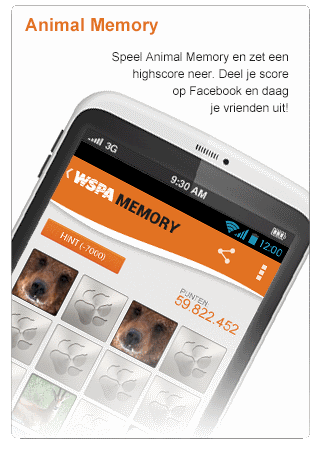 Animal Memory
Speel Animal Memory en zet een
highscore neer. Deel je score
op Facebook en daag
je vrienden uit!
3G
9:30 AM
12.00
WSPA MEMORY
HINT (-7000)
PUNTEN
59.822.452